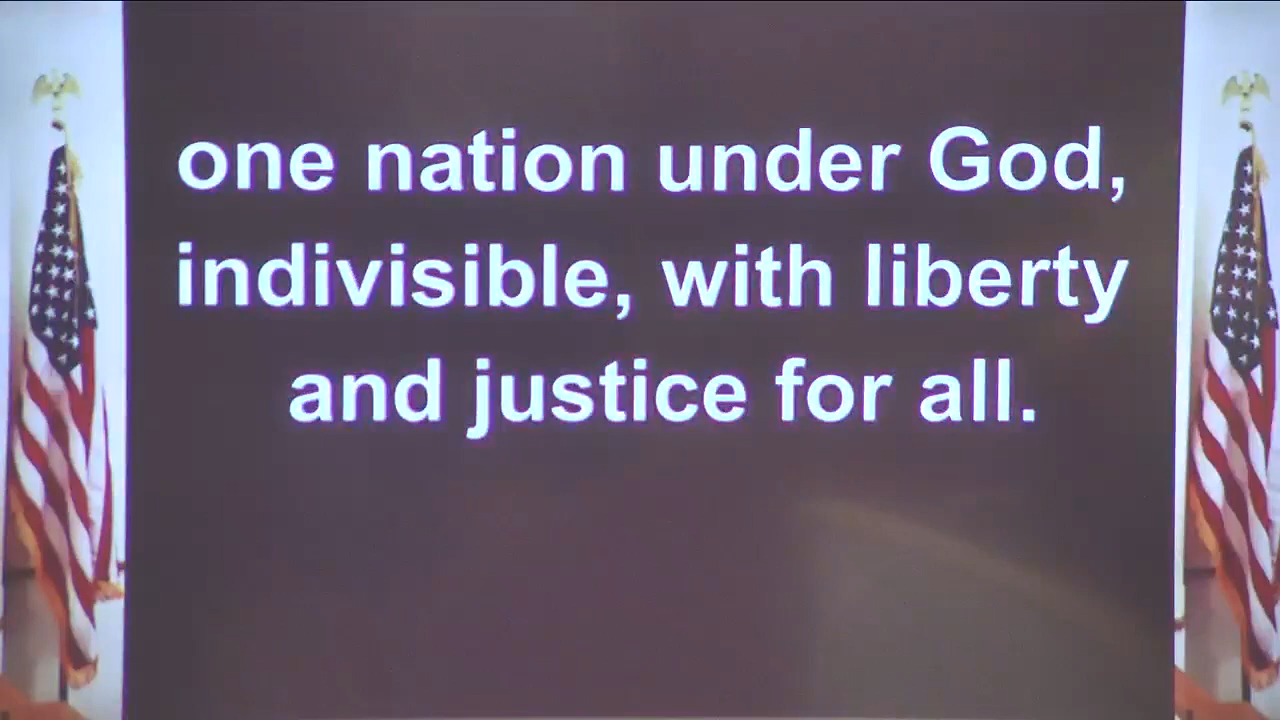 one nation under God,
indivisible, with liberty
and justice for all.